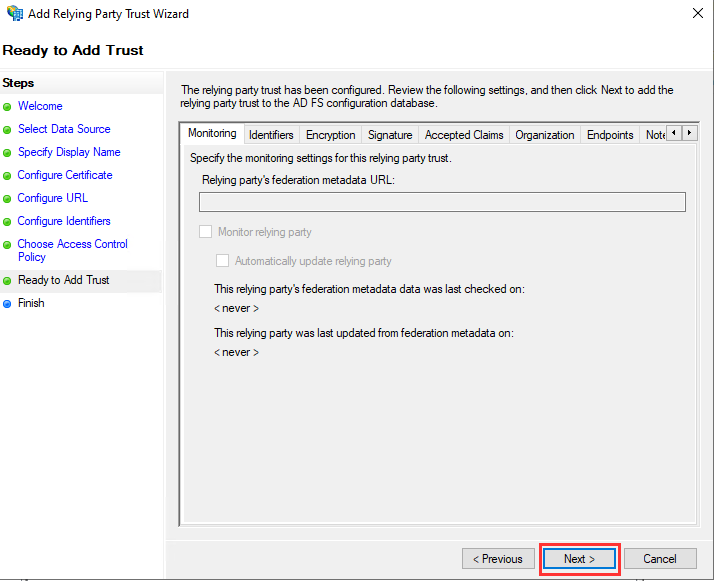 Add Relying Party Trust Wizard
Ready to Add Trust
Steps
Welcome
Select Data Source
Specify Display Name
Configure Certificate
Configure URL
Configure Identifiers
Choose Access Control
Policy
Ready to Add Trust
Finish
The relying party trust has been configured. Review the following settings, and then click Next to add the
relying party trust to the AD FS configuration database.
Monitoring Identifiers Encryption Signature Accepted Claims Organization Endpoints Note
Specify the monitoring settings for this relying party trust.
Relying party's federation metadata URL:
Monitor relying party
Automatically update relying party
This relying party's federation metadata data was last checked on:
< never >
This relying party was last updated from federation metadata on:
< never >
< Previous Next > Cancel